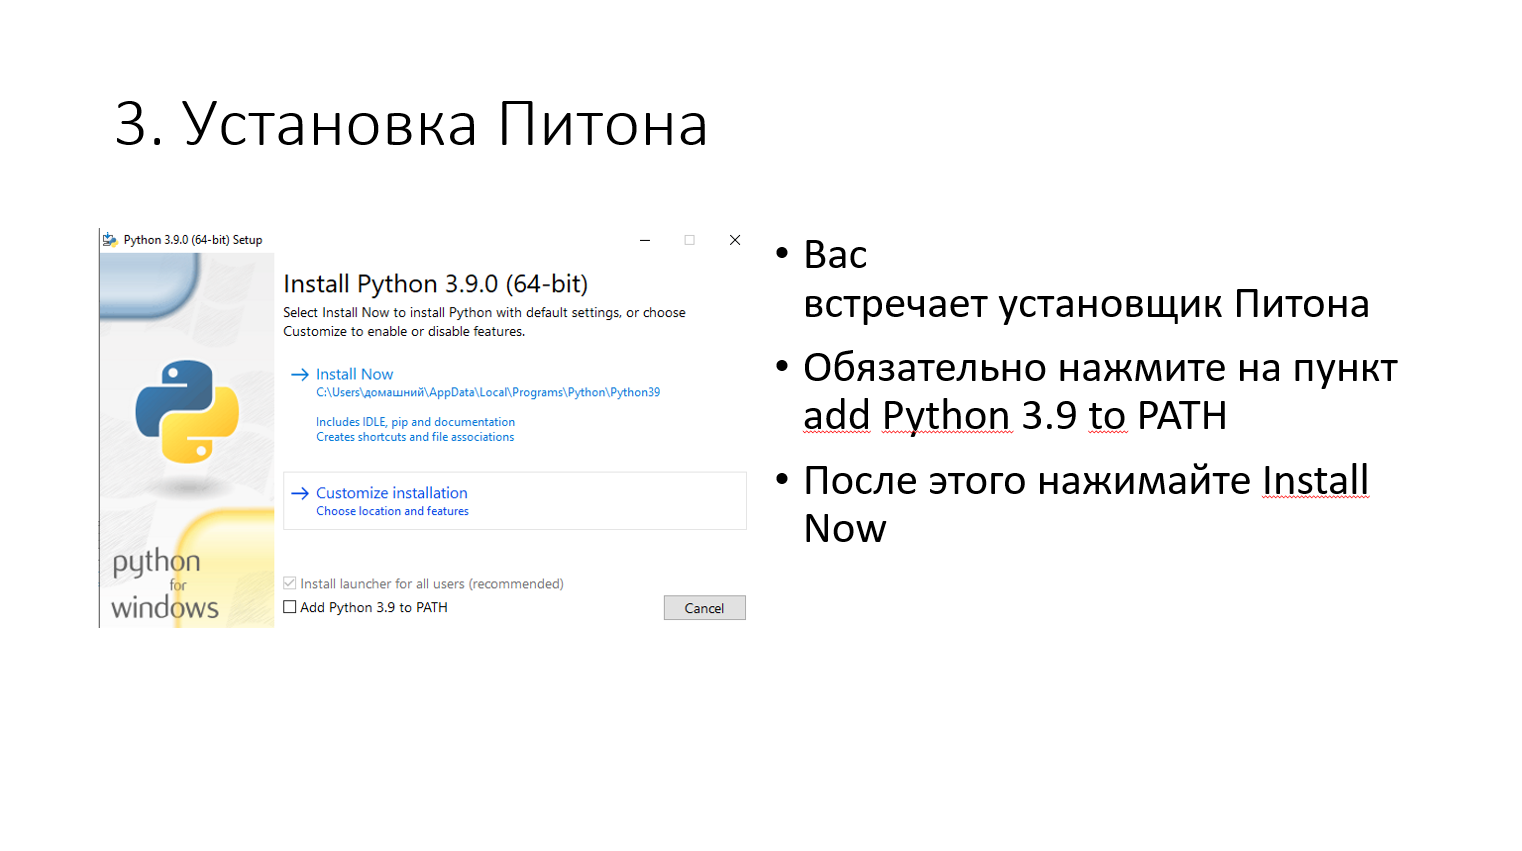 3. Установка Питона
Python 3.9.0 (64-bit) Setup
Install Python 3.9.0 (64-bit)
Select Install Now to install Python with default settings, or choose
Customize to enable or disable features.
Install Now
C:\Users\домашний\AppData\Local\Programs\Python\Python39
Includes IDLE, pip and documentation
Creates shortcuts and file associations
Customize installation
Choose location and features
python
for
windows
Install launcher for all users (recommended)
Add Python 3.9 to PATH
Cancel
• Вас
встречает установщик Питона
• Обязательно нажмите на пункт
add Python 3.9 to PATH
• После этого нажимайте Install
Now